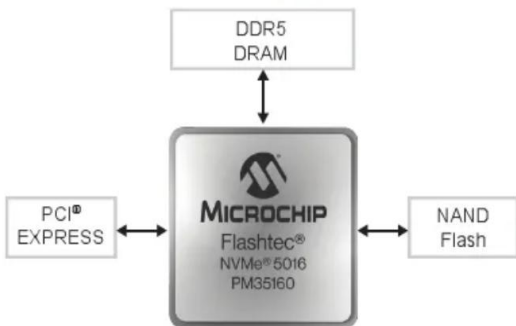 DDR5
DRAM
PCI®
EXPRESS
MICROCHIP
Flashtec®
NVMe® 5016
PM35160
NAND
Flash